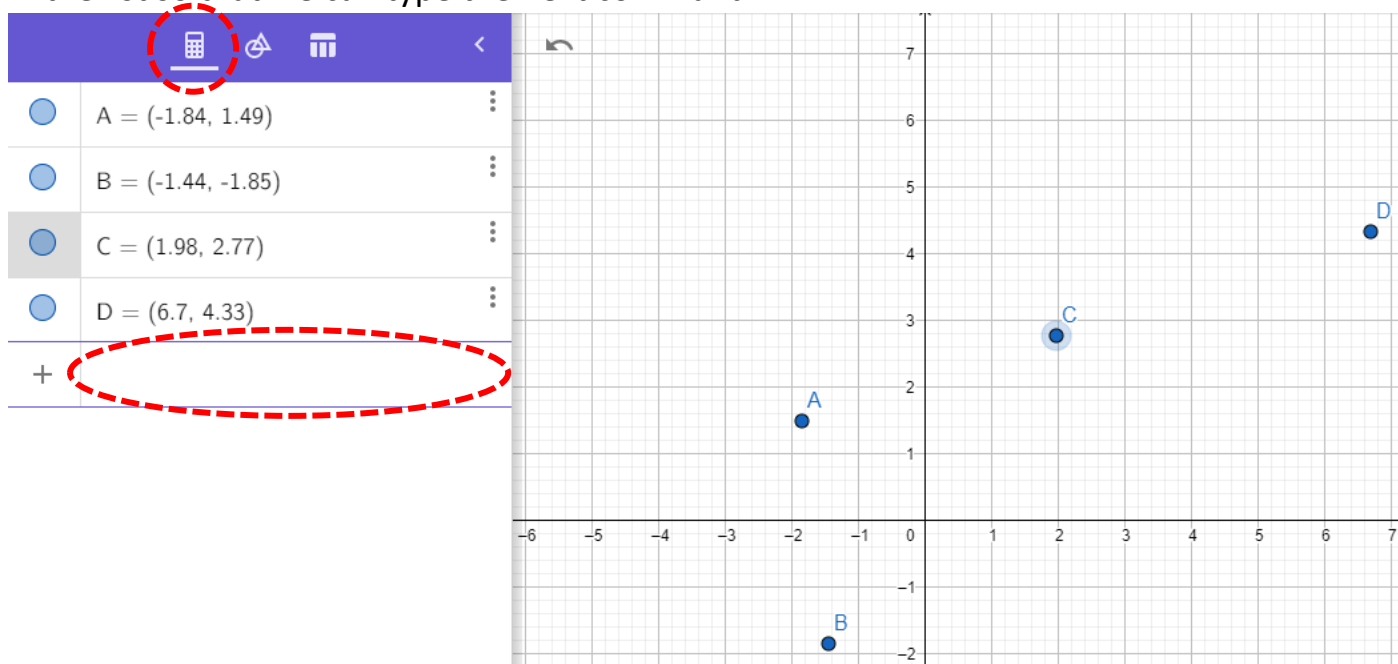 type
A = (-1.84, 1.49)
B = (-1.44, -1.85)
C = (1.98, 2.77)
D = (6.7, 4.33)
+
7
6
5
D
4
3
C
2
A
1
–6 –5 –4 –3 –2 –1 0 1 2 3 4 5 6 7
–1
B
–2